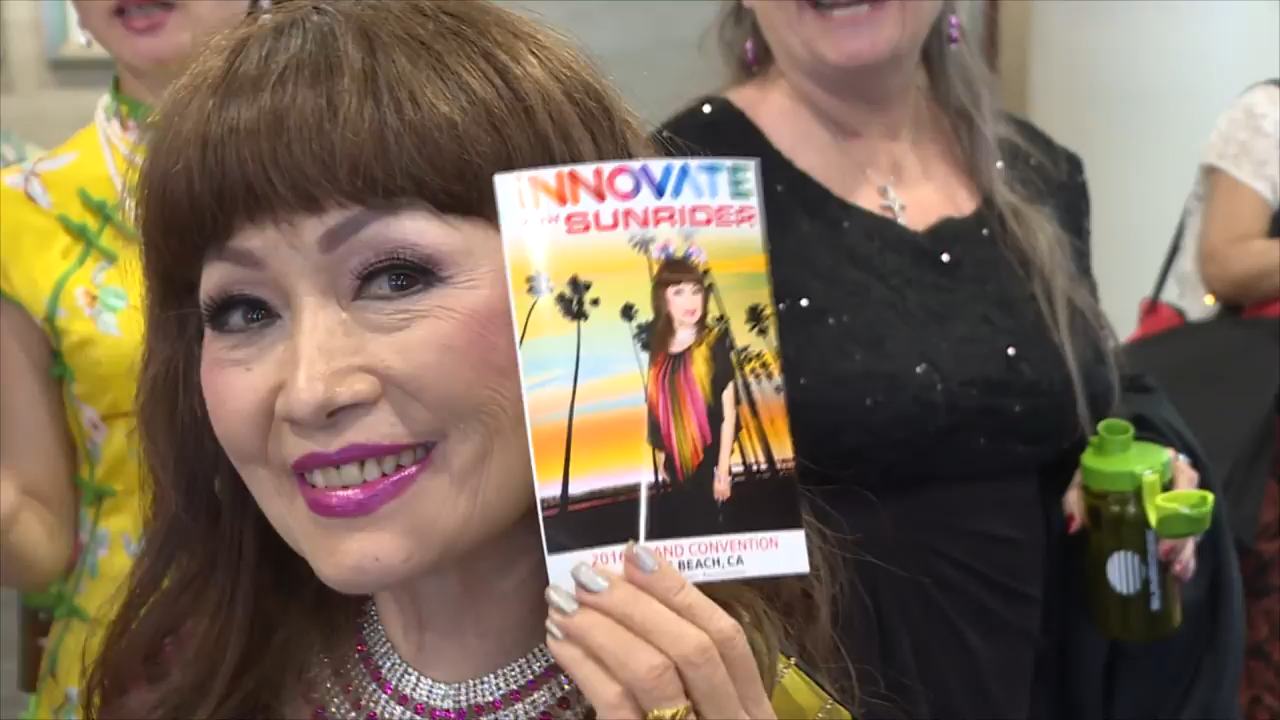 INNOVATE
SUNRIDER
2016 AND CONVENTION
BEACH, CA